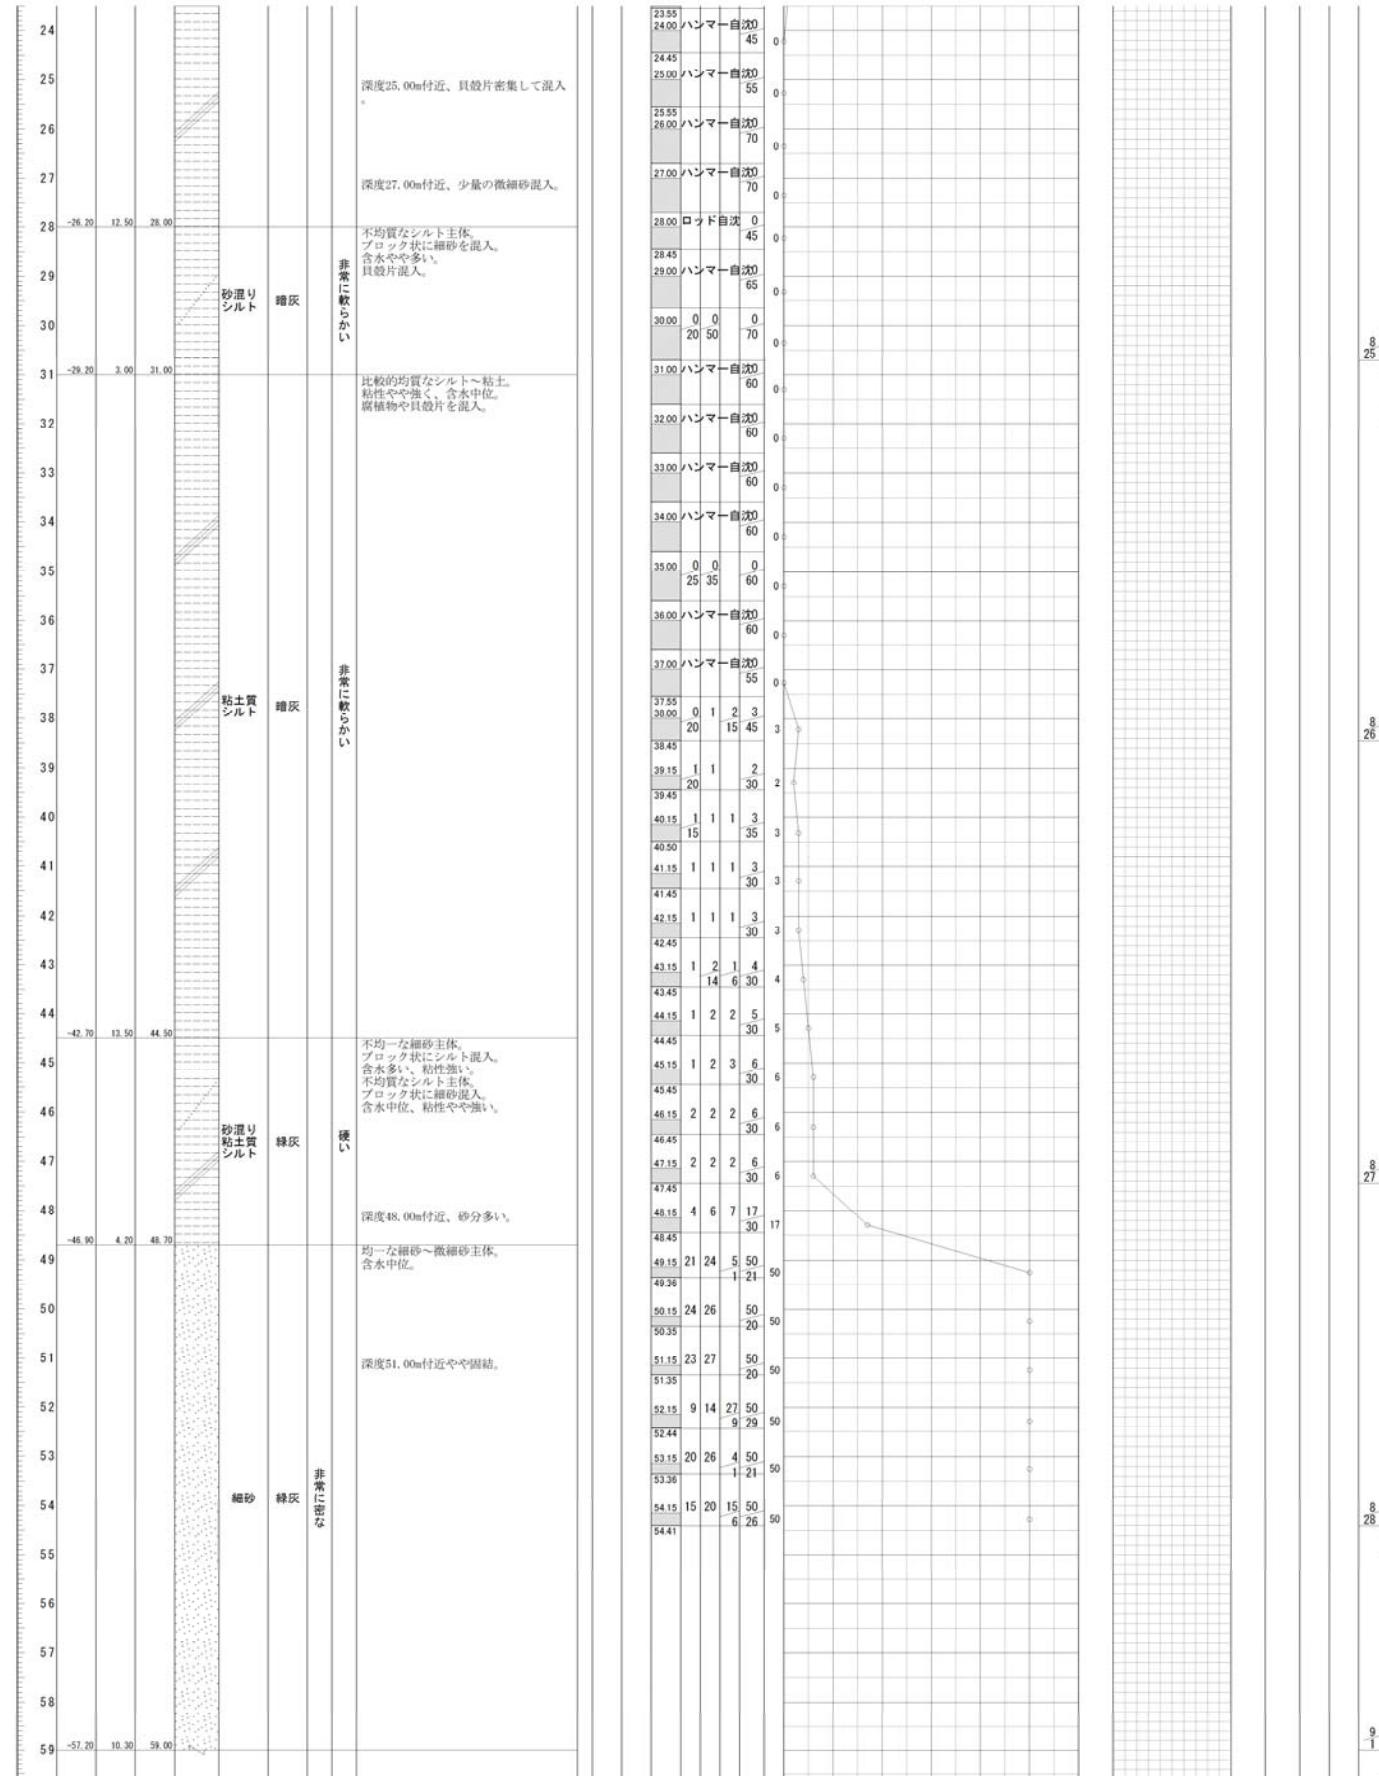 24
25
26
27
28
29
30
31
32
33
34
35
36
37
38
39
40
41
42
43
44
45
46
47
48
49
50
51
52
53
54
55
56
57
58
59
-26.20 12.50 28.00
-29.20 3.00 31.00
-42.70 13.50 44.50
-46.90 4.20 48.70
-57.20 10.30 59.00
砂混り
シルト
暗灰
非常に軟らかい
粘土質
シルト
暗灰
非常に軟らかい
砂混り
粘土質
シルト
緑灰
硬い
細砂
緑灰
非常に密な
深度25.00m付近、貝殻片密集して混入
。
深度27.00m付近、少量の微細砂混入。
不均質なシルト主体。
ブロック状に細砂を混入。
含水やや多い。
貝殻片混入。
比較的均質なシルト～粘土。
粘性やや強く、含水中位。
腐植物や貝殻片を混入。
不均一な細砂主体。
ブロック状にシルト混入。
含水多い、粘性強い。
不均質なシルト主体。
ブロック状に細砂混入。
含水中位、粘性やや強い。
深度48.00m付近、砂分多い。
均一な細砂～微細砂主体。
含水中位。
深度51.00m付近やや固結。
23.55
24.00 ハンマー自沈 0
45 0
24.45
25.00 ハンマー自沈 0
55 0
25.55
26.00 ハンマー自沈 0
70 0
27.00 ハンマー自沈 0
70 0
28.00 ロッド自沈 0
45 0
28.45
29.00 ハンマー自沈 0
65 0
30.00 0 0 0
20 50 70 0
31.00 ハンマー自沈 0
60 0
32.00 ハンマー自沈 0
60 0
33.00 ハンマー自沈 0
60 0
34.00 ハンマー自沈 0
60 0
35.00 0 0 0
25 35 60 0
36.00 ハンマー自沈 0
60 0
37.00 ハンマー自沈 0
55 0
37.55
38.00 0 1 2 3
20 15 45 3
38.45
39.15 1 1 2
20 30 2
39.45
40.15 1 1 1 3
15 35 3
40.50
41.15 1 1 1 3
30 3
41.45
42.15 1 1 1 3
30 3
42.45
43.15 1 2 1 4
14 6 30 4
43.45
44.15 1 2 2 5
30 5
44.45
45.15 1 2 3 6
30 6
45.45
46.15 2 2 2 6
30 6
46.45
47.15 2 2 2 6
30 6
47.45
48.15 4 6 7 17
30 17
48.45
49.15 21 24 5 50
1 21 50
49.36
50.15 24 26 50
20 50
50.35
51.15 23 27 50
20 50
51.35
52.15 9 14 27 50
9 29 50
52.44
53.15 20 26 4 50
1 21 50
53.36
54.15 15 20 15 50
6 26 50
54.41
8
25
8
26
8
27
8
28
9
1